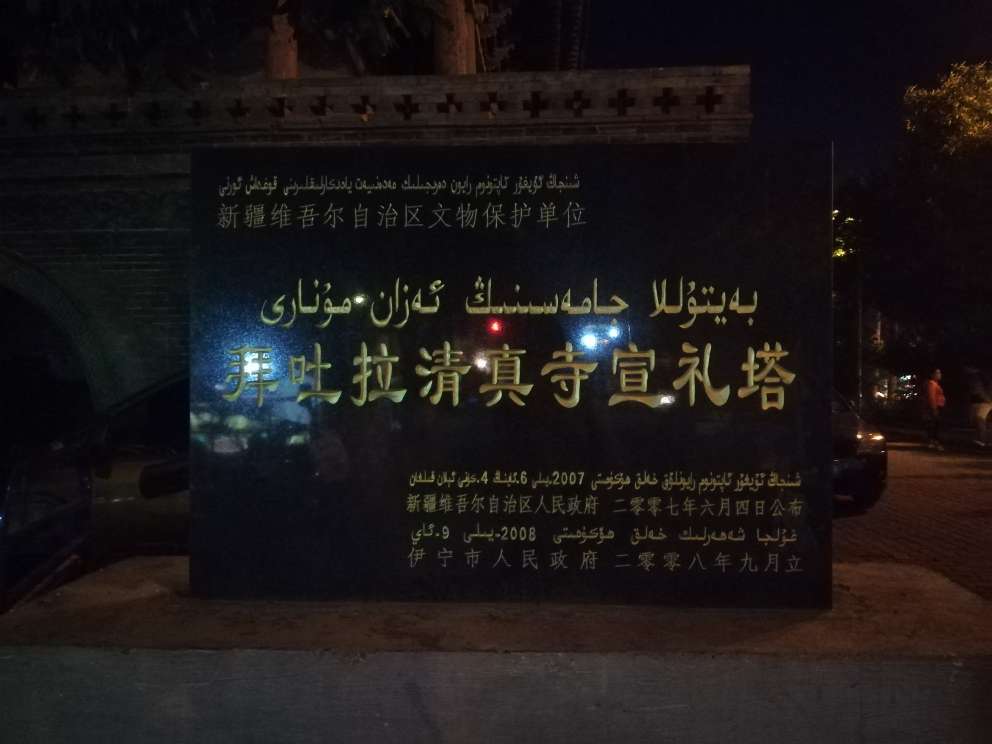 شىنجاڭ ئۇيغۇر ئاپتونوم رايون دەرىجىلىك مەدەنىيەت يادىكارلىقلىرىنى قوغداش ئورنى
新疆维吾尔自治区文物保护单位
بەيتۇللا جامەسىنىڭ ئەزان مۇنارى
拜吐拉清真寺宣礼塔
شىنجاڭ ئۇيغۇر ئاپتونوم رايونلۇق خەلق ھۆكۈمىتى 2007-يىلى 6-ئاينىڭ 4-كۈنى ئېلان قىلغان
新疆维吾尔自治区人民政府 二零零七年六月四日公布
غۇلجا شەھەرلىك خەلق ھۆكۈمىتى 2008-يىلى 9-ئاي
伊宁市人民政府 二零零八年九月立